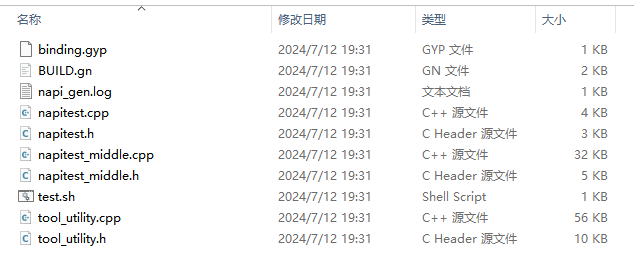 名称 修改日期 类型 大小
binding.gyp 2024/7/12 19:31 GYP 文件 1 KB
BUILD.gn 2024/7/12 19:31 GN 文件 2 KB
napi_gen.log 2024/7/12 19:31 文本文档 1 KB
napitest.cpp 2024/7/12 19:31 C++ 源文件 4 KB
napitest.h 2024/7/12 19:31 C Header 源文件 3 KB
napitest_middle.cpp 2024/7/12 19:31 C++ 源文件 32 KB
napitest_middle.h 2024/7/12 19:31 C Header 源文件 5 KB
test.sh 2024/7/12 19:31 Shell Script 1 KB
tool_utility.cpp 2024/7/12 19:31 C++ 源文件 56 KB
tool_utility.h 2024/7/12 19:31 C Header 源文件 10 KB